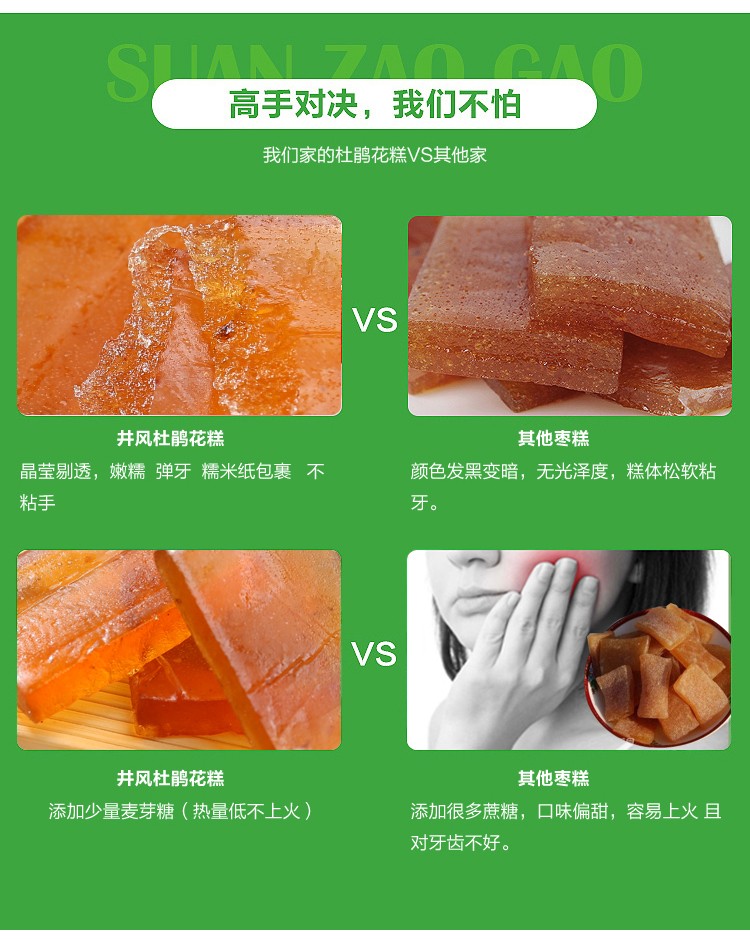 SUAN ZAO GAO
高手对决，我们不怕
我们家的杜鹃花糕VS其他家
VS
井风杜鹃花糕
其他枣糕
晶莹剔透，嫩糯 弹牙 糯米纸包裹 不
粘手
颜色发黑变暗，无光泽度，糕体松软粘
牙。
VS
井风杜鹃花糕
其他枣糕
添加少量麦芽糖（热量低不上火）
添加很多蔗糖，口味偏甜，容易上火 且
对牙齿不好。